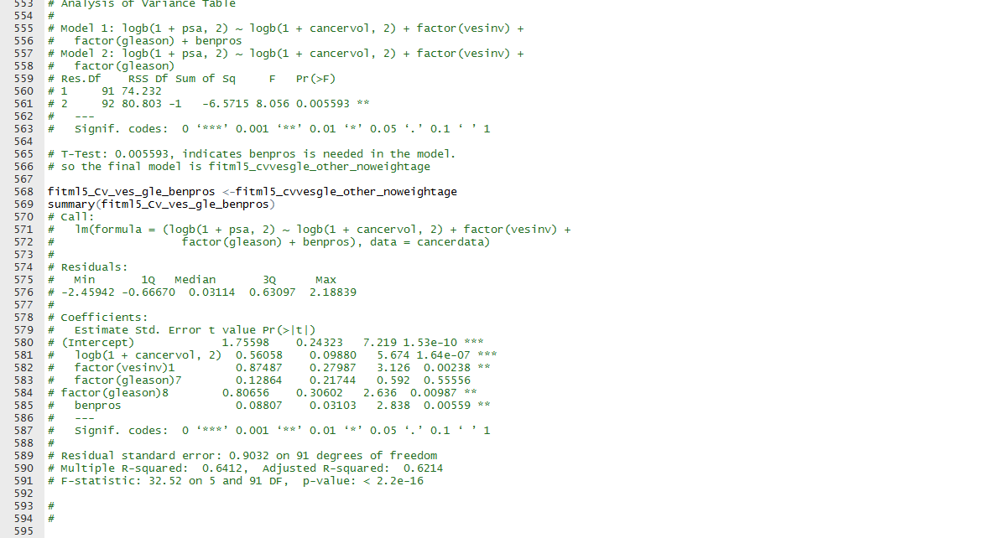 553 # Analysis of Variance Table
554 #
555 # Model 1: logb(1 + psa, 2) ~ logb(1 + cancervol, 2) + factor(vesinv) +
556 #   factor(gleason) + benpros
557 # Model 2: logb(1 + psa, 2) ~ logb(1 + cancervol, 2) + factor(vesinv) +
558 #   factor(gleason)
559 # Res.Df    RSS Df Sum of Sq     F   Pr(>F)
560 # 1     91 74.232
561 # 2     92 80.803 -1   -6.5715 8.056 0.005593 **
562 #   ---
563 #   Signif. codes:  0 ‘***’ 0.001 ‘**’ 0.01 ‘*’ 0.05 ‘.’ 0.1 ‘ ’ 1
564
565 # T-Test: 0.005593, indicates benpros is needed in the model.
566 # so the final model is fitml5_cvvesgle_other_noweightage
567
568 fitml5_Cv_ves_gle_benpros <-fitml5_cvvesgle_other_noweightage
569 summary(fitml5_Cv_ves_gle_benpros)
570 # Call:
571 #   lm(formula = (logb(1 + psa, 2) ~ logb(1 + cancervol, 2) + factor(vesinv) +
572 #                   factor(gleason) + benpros), data = cancerdata)
573 #
574 # Residuals:
575 #   Min       1Q   Median       3Q      Max
576 # -2.45942 -0.66670  0.03114  0.63097  2.18839
577 #
578 # Coefficients:
579 #   Estimate Std. Error t value Pr(>|t|)
580 # (Intercept)             1.75598    0.24323   7.219 1.53e-10 ***
581 #   logb(1 + cancervol, 2)  0.56058    0.09880   5.674 1.64e-07 ***
582 #   factor(vesinv)1         0.87487    0.27987   3.126  0.00238 **
583 #   factor(gleason)7        0.12864    0.21744   0.592  0.55556
584 # factor(gleason)8        0.80656    0.30602   2.636  0.00987 **
585 #   benpros                 0.08807    0.03103   2.838  0.00559 **
586 #   ---
587 #   Signif. codes:  0 ‘***’ 0.001 ‘**’ 0.01 ‘*’ 0.05 ‘.’ 0.1 ‘ ’ 1
588 #
589 # Residual standard error: 0.9032 on 91 degrees of freedom
590 # Multiple R-squared:  0.6412,  Adjusted R-squared:  0.6214
591 # F-statistic: 32.52 on 5 and 91 DF,  p-value: < 2.2e-16
592
593 #
594 #
595